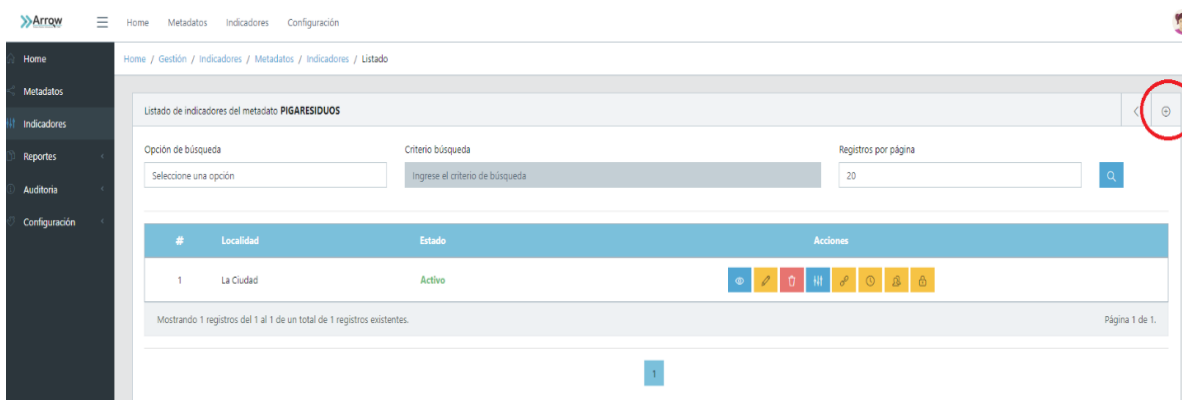 Arrow
Home Metadatos Indicadores Configuración
Home
Metadatos
Indicadores
Reportes
Auditoria
Configuración
Home / Gestión / Indicadores / Metadatos / Indicadores / Listado
Listado de indicadores del metadato PIGARESIDUOS
Opción de búsqueda Criterio búsqueda Registros por página
Seleccione una opción Ingrese el criterio de búsqueda 20
# Localidad Estado Acciones
1 La Ciudad Activo
Mostrando 1 registros del 1 al 1 de un total de 1 registros existentes. Página 1 de 1.
1